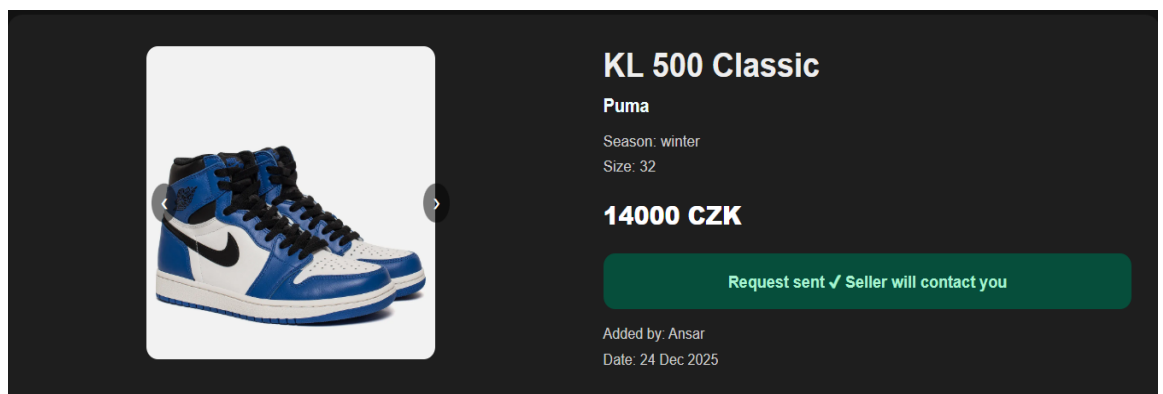 KL 500 Classic
Puma
Season: winter
Size: 32
14000 CZK
Request sent ✓ Seller will contact you
Added by: Ansar
Date: 24 Dec 2025